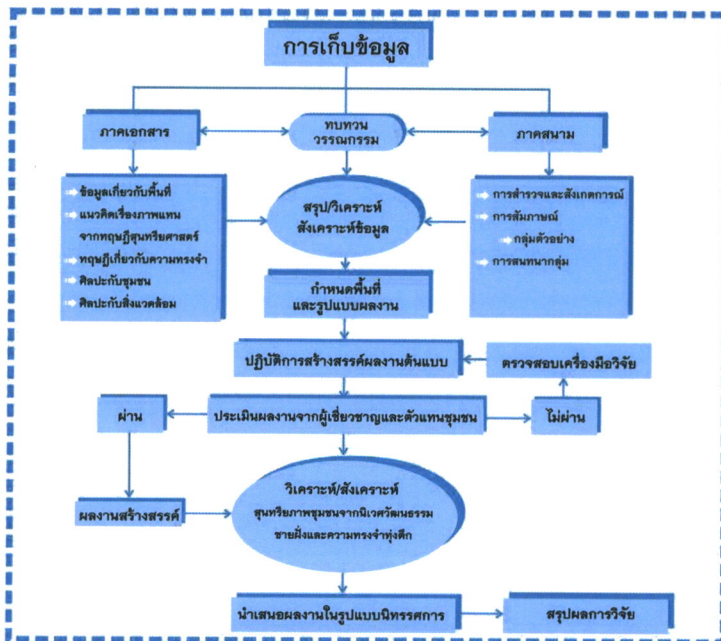 การเก็บข้อมูล
ภาคเอกสาร
ทบทวน
วรรณกรรม
ภาคสนาม
ข้อมูลเกี่ยวกับพื้นที่
แนวคิดเรื่องภาพแทน
จากทฤษฎีสุนทรียศาสตร์
ทฤษฎีเกี่ยวกับความทรงจำ
ศิลปะกับชุมชน
ศิลปะกับสิ่งแวดล้อม
สรุป/วิเคราะห์
สังเคราะห์ข้อมูล
การสำรวจและสังเกตการณ์
การสัมภาษณ์
กลุ่มตัวอย่าง
การสนทนากลุ่ม
กำหนดพื้นที่
และรูปแบบผลงาน
ปฏิบัติการสร้างสรรค์ผลงานต้นแบบ
ตรวจสอบเครื่องมือวิจัย
ผ่าน
ประเมินผลงานจากผู้เชี่ยวชาญและตัวแทนชุมชน
ไม่ผ่าน
ผลงานสร้างสรรค์
วิเคราะห์/สังเคราะห์
สุนทรียภาพชุมชนจากนิเวศวัฒนธรรม
ชายฝั่งและความทรงจำทุ่งตึก
นำเสนอผลงานในรูปแบบนิทรรศการ
สรุปผลการวิจัย